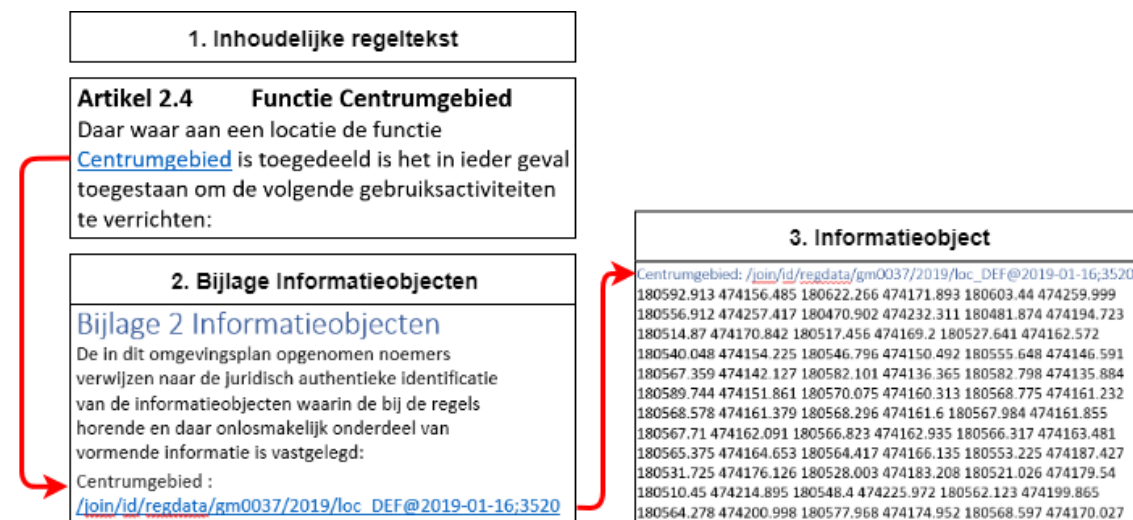 1. Inhoudelijke regeltekst
Artikel 2.4 Functie Centrumgebied
Daar waar aan een locatie de functie
Centrumgebied is toegedeeld is het in ieder geval
toegestaan om de volgende gebruiksactiviteiten
te verrichten:
2. Bijlage Informatieobjecten
Bijlage 2 Informatieobjecten
De in dit omgevingsplan opgenomen noemers
verwijzen naar de juridisch authentieke identificatie
van de informatieobjecten waarin de bij de regels
horende en daar onlosmakelijk onderdeel van
vormende informatie is vastgelegd:
Centrumgebied :
/join/id/regdata/gm0037/2019/loc_DEF@2019-01-16;3520
3. Informatieobject
Centrumgebied: /join/id/regdata/gm0037/2019/loc_DEF@2019-01-16;3520
180592.913 474156.485 180622.266 474171.893 180603.44 474259.999
180556.912 474257.417 180470.902 474232.311 180481.874 474194.723
180514.87 474170.842 180517.456 474169.2 180527.641 474162.572
180540.048 474154.225 180546.796 474150.492 180555.648 474146.591
180567.359 474142.127 180582.101 474136.365 180582.798 474135.884
180589.744 474151.861 180570.075 474160.313 180568.775 474161.232
180568.578 474161.379 180568.296 474161.6 180567.984 474161.855
180567.71 474162.091 180566.823 474162.935 180566.317 474163.481
180565.375 474164.653 180564.417 474166.135 180553.225 474187.427
180531.725 474176.126 180528.003 474183.208 180521.026 474179.54
180510.45 474214.895 180548.4 474225.972 180562.123 474199.865
180564.278 474200.998 180577.968 474174.952 180568.597 474170.027